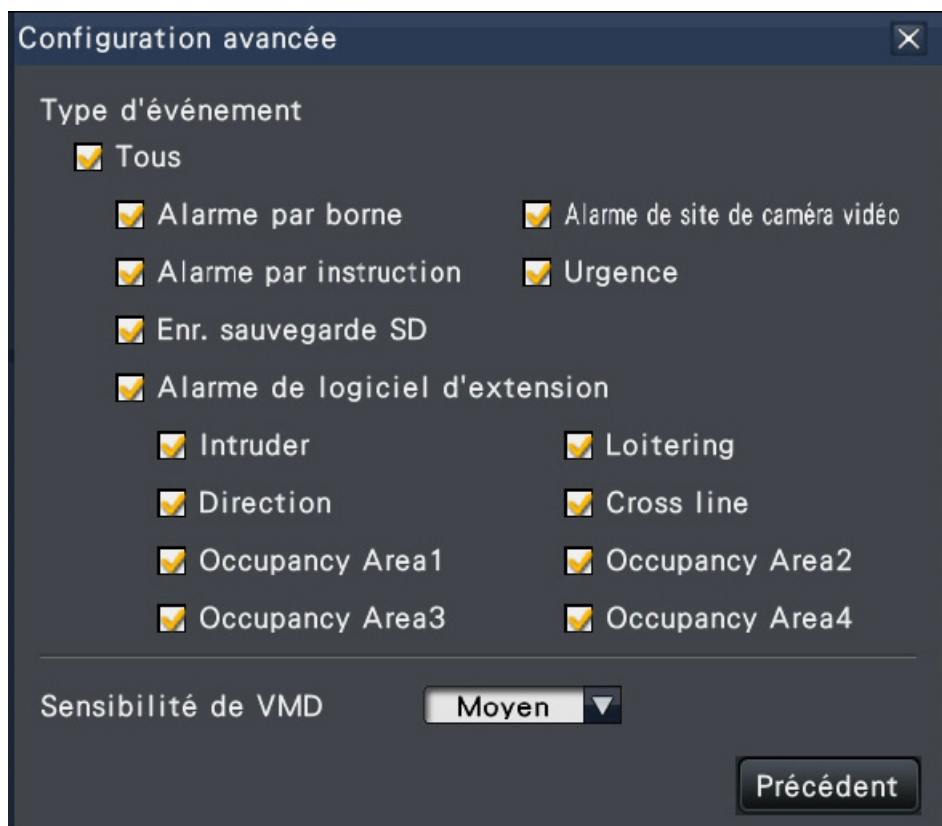 Configuration avancée
Type d'événement
Tous
Alarme par borne
Alarme de site de caméra vidéo
Alarme par instruction
Urgence
Enr. sauvegarde SD
Alarme de logiciel d'extension
Intruder
Loitering
Direction
Cross line
Occupancy Area1
Occupancy Area2
Occupancy Area3
Occupancy Area4
Sensibilité de VMD
Moyen
Précédent